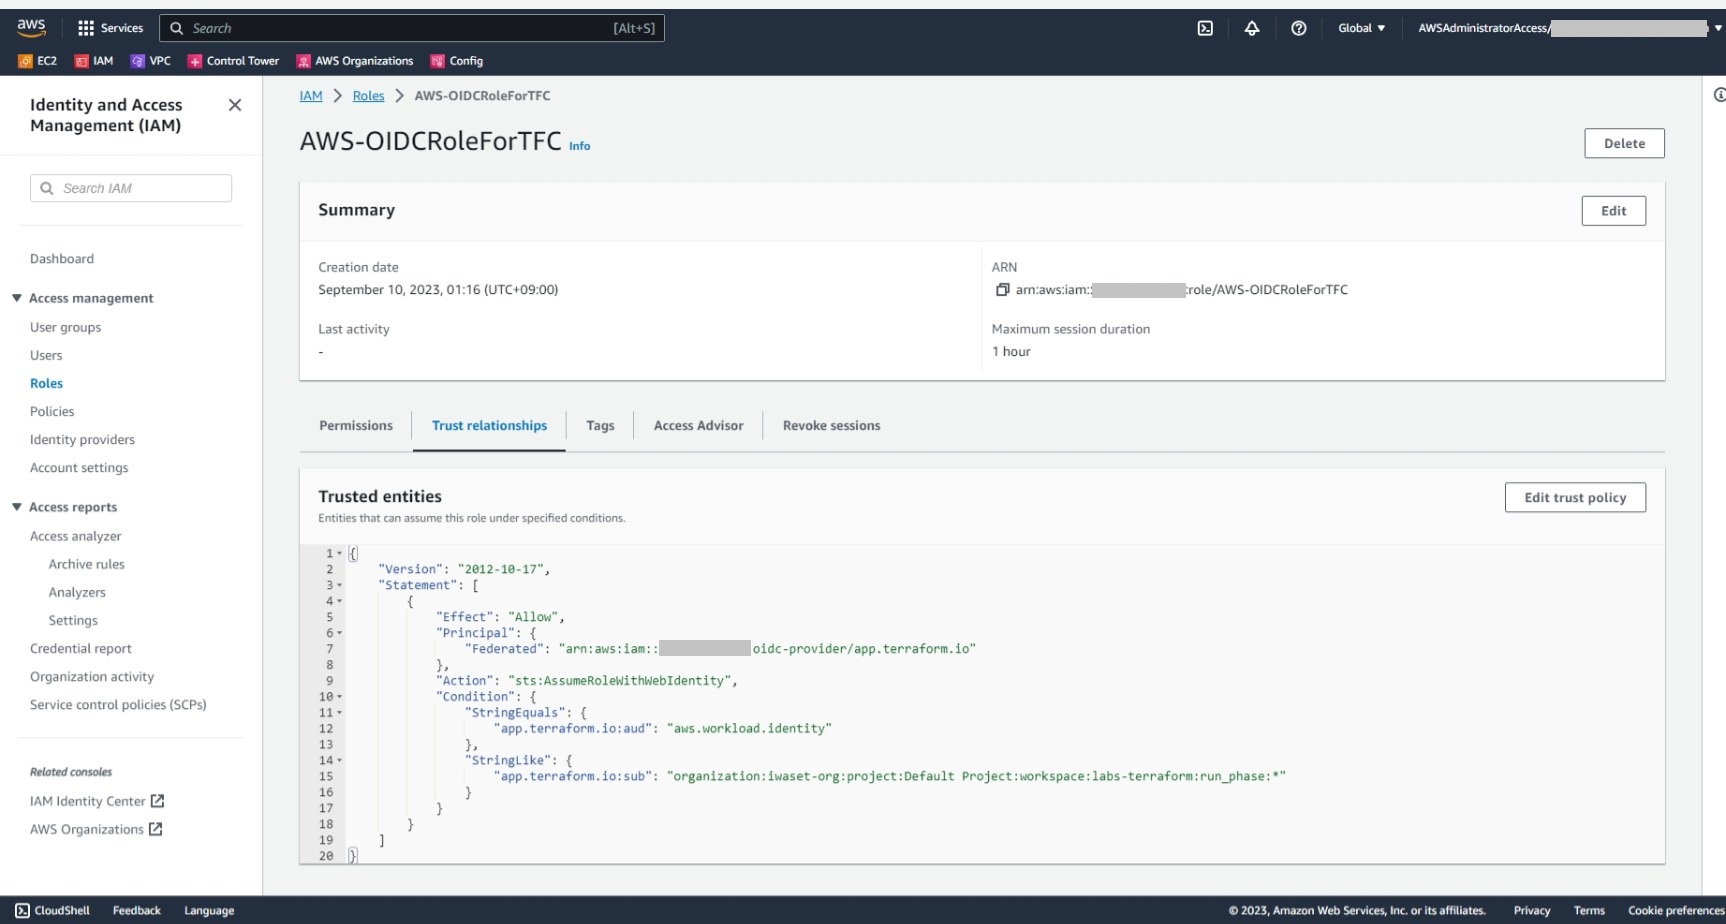 aws Services Search [Alt+S] Global AWSAdministratorAccess/
EC2 IAM VPC Control Tower AWS Organizations Config
Identity and Access
Management (IAM)
Search IAM
Dashboard
Access management
User groups
Users
Roles
Policies
Identity providers
Account settings
Access reports
Access analyzer
Archive rules
Analyzers
Settings
Credential report
Organization activity
Service control policies (SCPs)
Related consoles
IAM Identity Center
AWS Organizations
IAM > Roles > AWS-OIDCRoleForTFC
AWS-OIDCRoleForTFC Info
Delete
Summary
Edit
Creation date
September 10, 2023, 01:16 (UTC+09:00)
ARN
arn:aws:iam:: :role/AWS-OIDCRoleForTFC
Last activity
-
Maximum session duration
1 hour
Permissions Trust relationships Tags Access Advisor Revoke sessions
Trusted entities
Entities that can assume this role under specified conditions.
Edit trust policy
1 {
2 "Version": "2012-10-17",
3 "Statement": [
4 {
5 "Effect": "Allow",
6 "Principal": {
7 "Federated": "arn:aws:iam:: oidc-provider/app.terraform.io"
8 },
9 "Action": "sts:AssumeRoleWithWebIdentity",
10 "Condition": {
11 "StringEquals": {
12 "app.terraform.io:aud": "aws.workload.identity"
13 },
14 "StringLike": {
15 "app.terraform.io:sub": "organization:iwaset-org:project:Default Project:workspace:labs-terraform:run_phase:*"
16 }
17 }
18 }
19 ]
20 }
CloudShell Feedback Language © 2023, Amazon Web Services, Inc. or its affiliates. Privacy Terms Cookie preferences